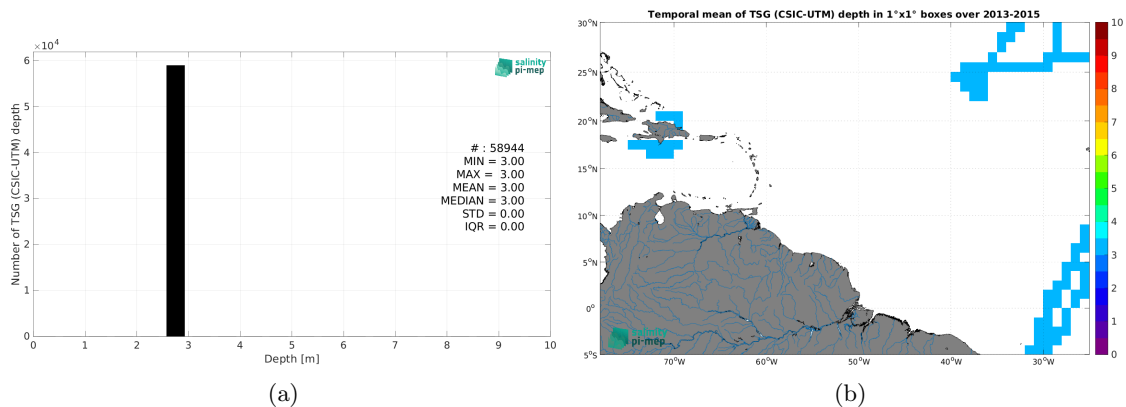 ×10⁴
6
5
4
3
2
1
0
0 1 2 3 4 5 6 7 8 9 10
Number of TSG (CSIC-UTM) depth
Depth [m]
salinity
pi-mep
# : 58944
MIN = 3.00
MAX = 3.00
MEAN = 3.00
MEDIAN = 3.00
STD = 0.00
IQR = 0.00
(a)
Temporal mean of TSG (CSIC-UTM) depth in 1°x1° boxes over 2013-2015
30°N
25°N
20°N
15°N
10°N
5°N
0°
5°S
70°W 60°W 50°W 40°W 30°W
salinity
pi-mep
10
9
8
7
6
5
4
3
2
1
0
(b)